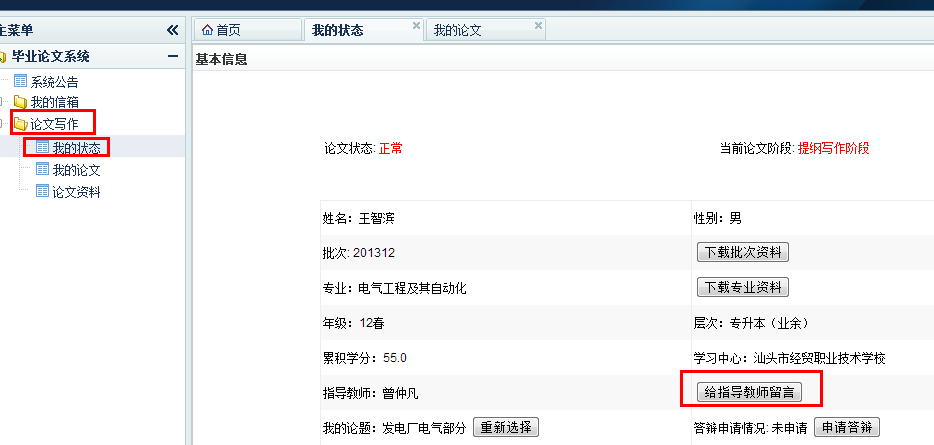 主菜单
首页 我的状态 我的论文
毕业论文系统
基本信息
系统公告
我的信箱
论文写作
我的状态
我的论文
论文资料
论文状态: 正常 当前论文阶段: 提纲写作阶段
姓名：王智滨 性别：男
批次: 201312 下载批次资料
专业：电气工程及其自动化 下载专业资料
年级：12春 层次：专升本（业余）
累积学分：55.0 学习中心：汕头市经贸职业技术学校
指导教师：曾仲凡 给指导教师留言
我的论题：发电厂电气部分 重新选择 答辩申请情况: 未申请 申请答辩